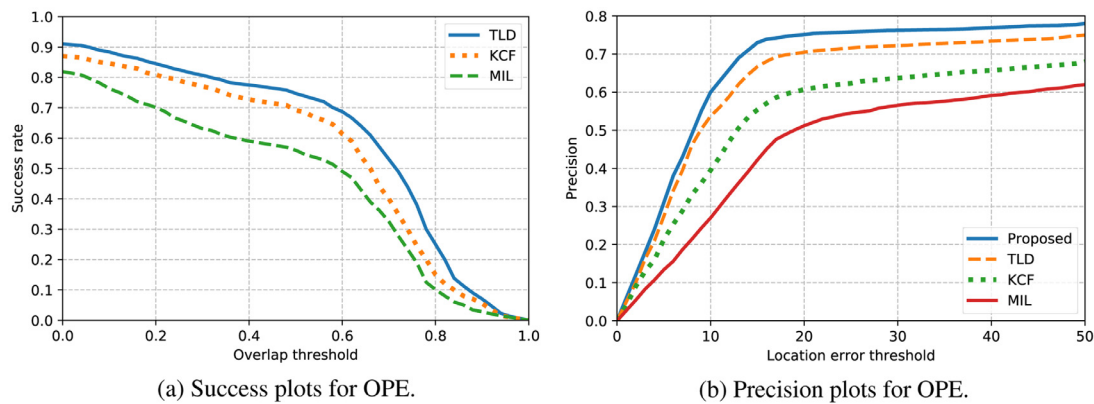 1.0
0.9
0.8
0.7
0.6
0.5
0.4
0.3
0.2
0.1
0.0
Success rate
0.0 0.2 0.4 0.6 0.8 1.0
Overlap threshold
TLD
KCF
MIL
(a) Success plots for OPE.
0.8
0.7
0.6
0.5
0.4
0.3
0.2
0.1
0.0
Precision
0 10 20 30 40 50
Location error threshold
Proposed
TLD
KCF
MIL
(b) Precision plots for OPE.